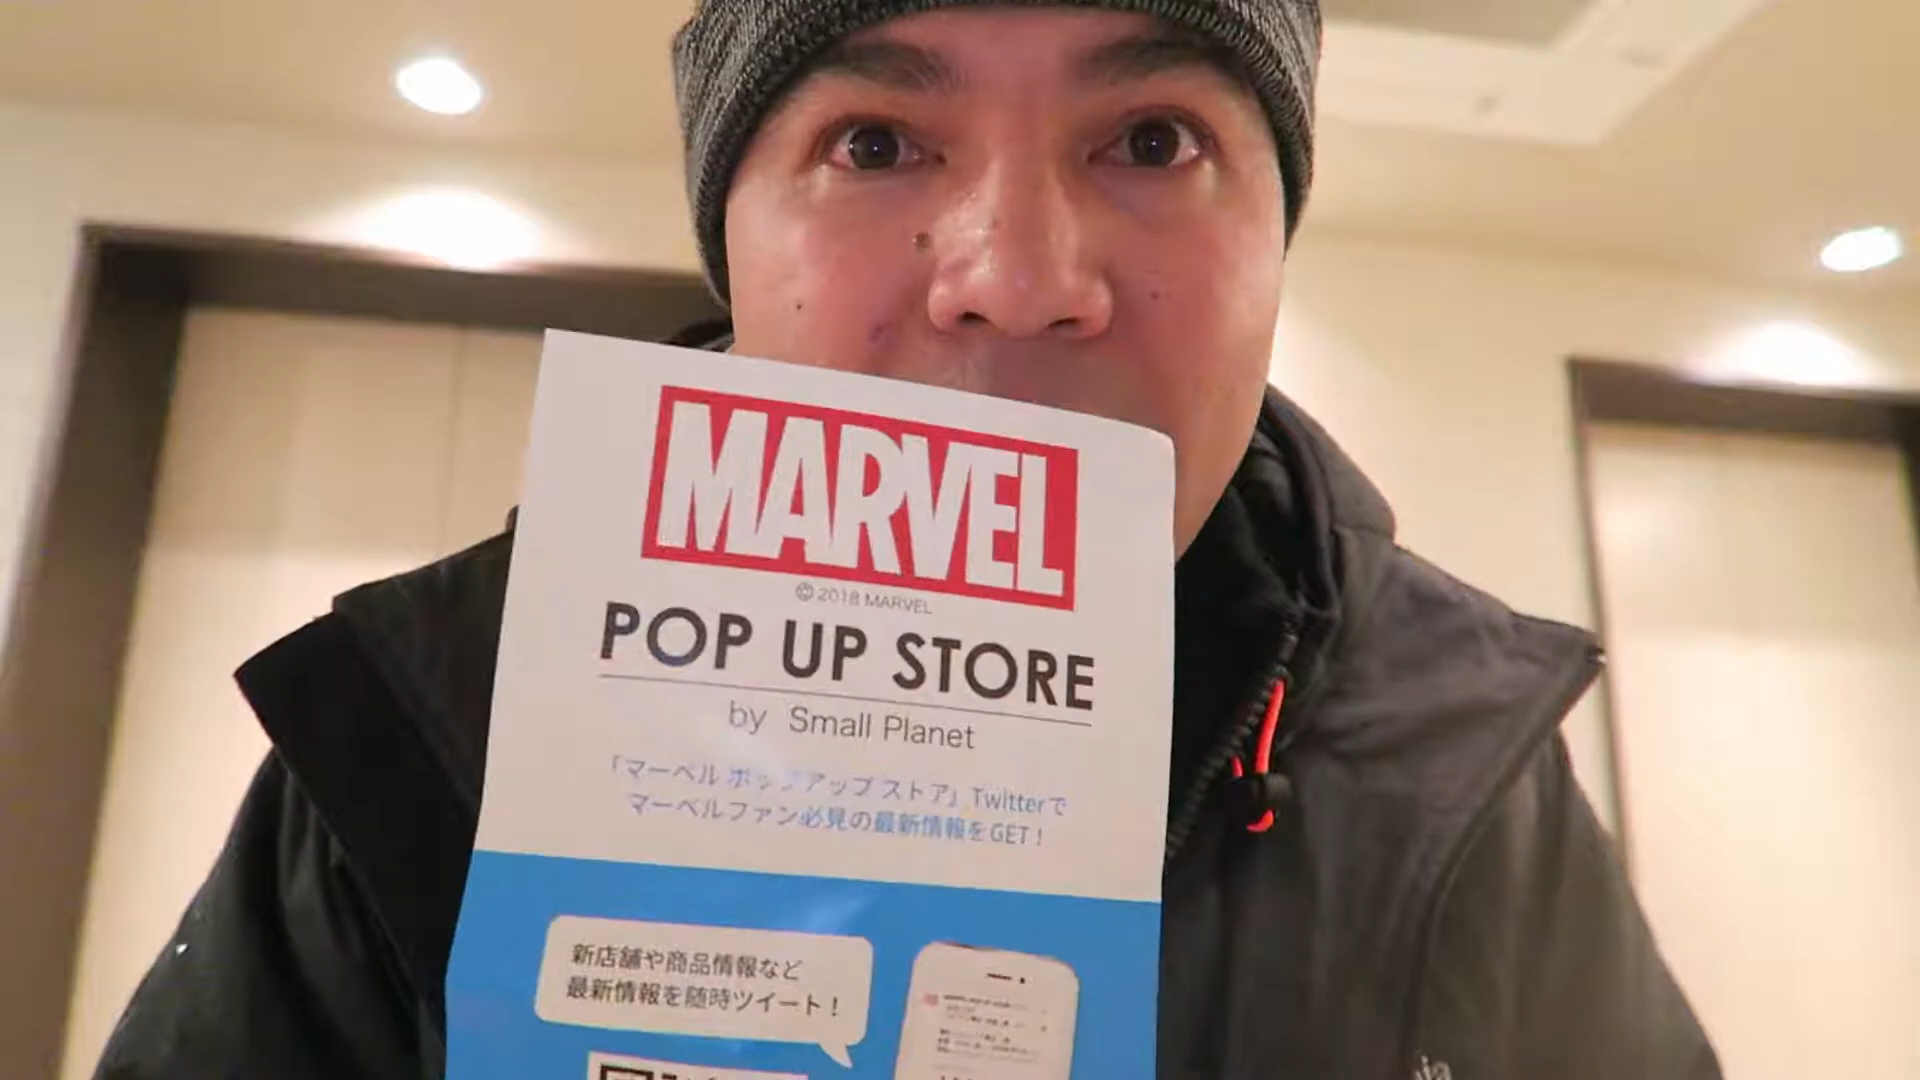 MARVEL
© 2018 MARVEL
POP UP STORE
by Small Planet
「マーベル ポップアップ ストア」Twitterで
マーベルファン必見の最新情報をGET！
新店舗や商品情報など
最新情報を随時ツイート！